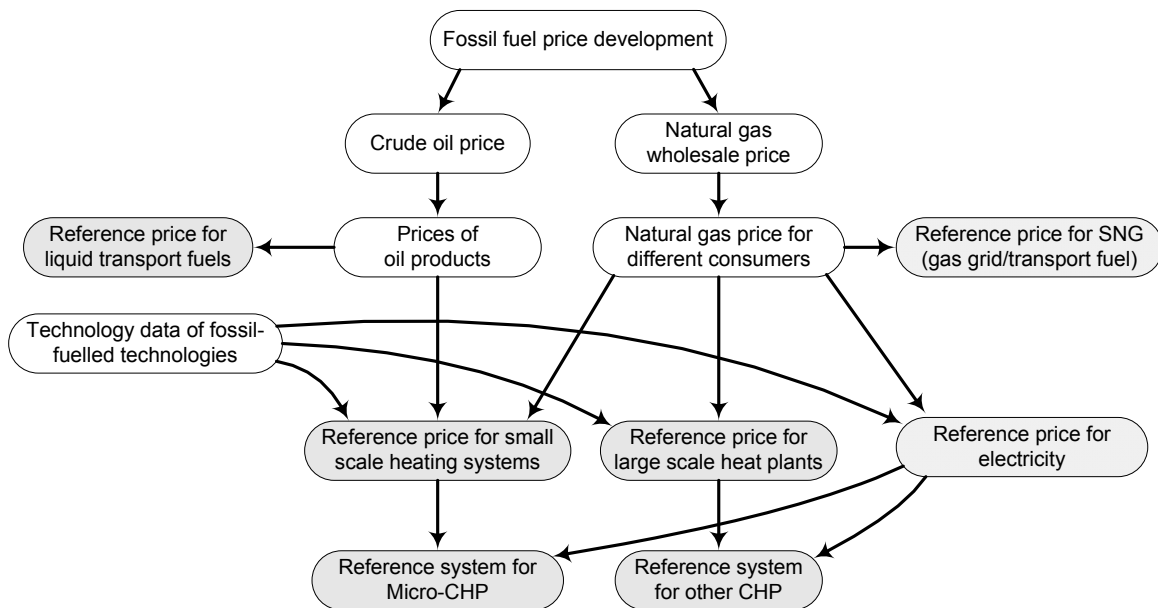 Fossil fuel price development
Crude oil price
Natural gas
wholesale price
Reference price for
liquid transport fuels
Prices of
oil products
Natural gas price for
different consumers
Reference price for SNG
(gas grid/transport fuel)
Technology data of fossil-
fuelled technologies
Reference price for small
scale heating systems
Reference price for
large scale heat plants
Reference price for
electricity
Reference system for
Micro-CHP
Reference system
for other CHP